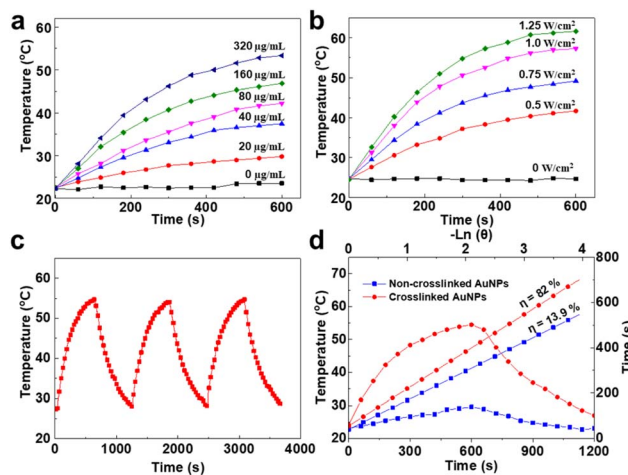 a
320 µg/mL
160 µg/mL
80 µg/mL
40 µg/mL
20 µg/mL
0 µg/mL
Temperature (°C)
60
50
40
30
20
0 200 400 600
Time (s)
b
1.25 W/cm²
1.0 W/cm²
0.75 W/cm²
0.5 W/cm²
0 W/cm²
Temperature (°C)
60
50
40
30
20
0 200 400 600
Time (s)
c
Temperature (°C)
70
60
50
40
30
20
0 1000 2000 3000 4000
Time (s)
d
-Ln (θ)
0 1 2 3 4
Non-crosslinked AuNPs
Crosslinked AuNPs
η = 82 %
η = 13.9 %
Temperature (°C)
70
60
50
40
30
20
800
700
600
500
400
200
100
0
Time (s)
0 300 600 900 1200
Time (s)